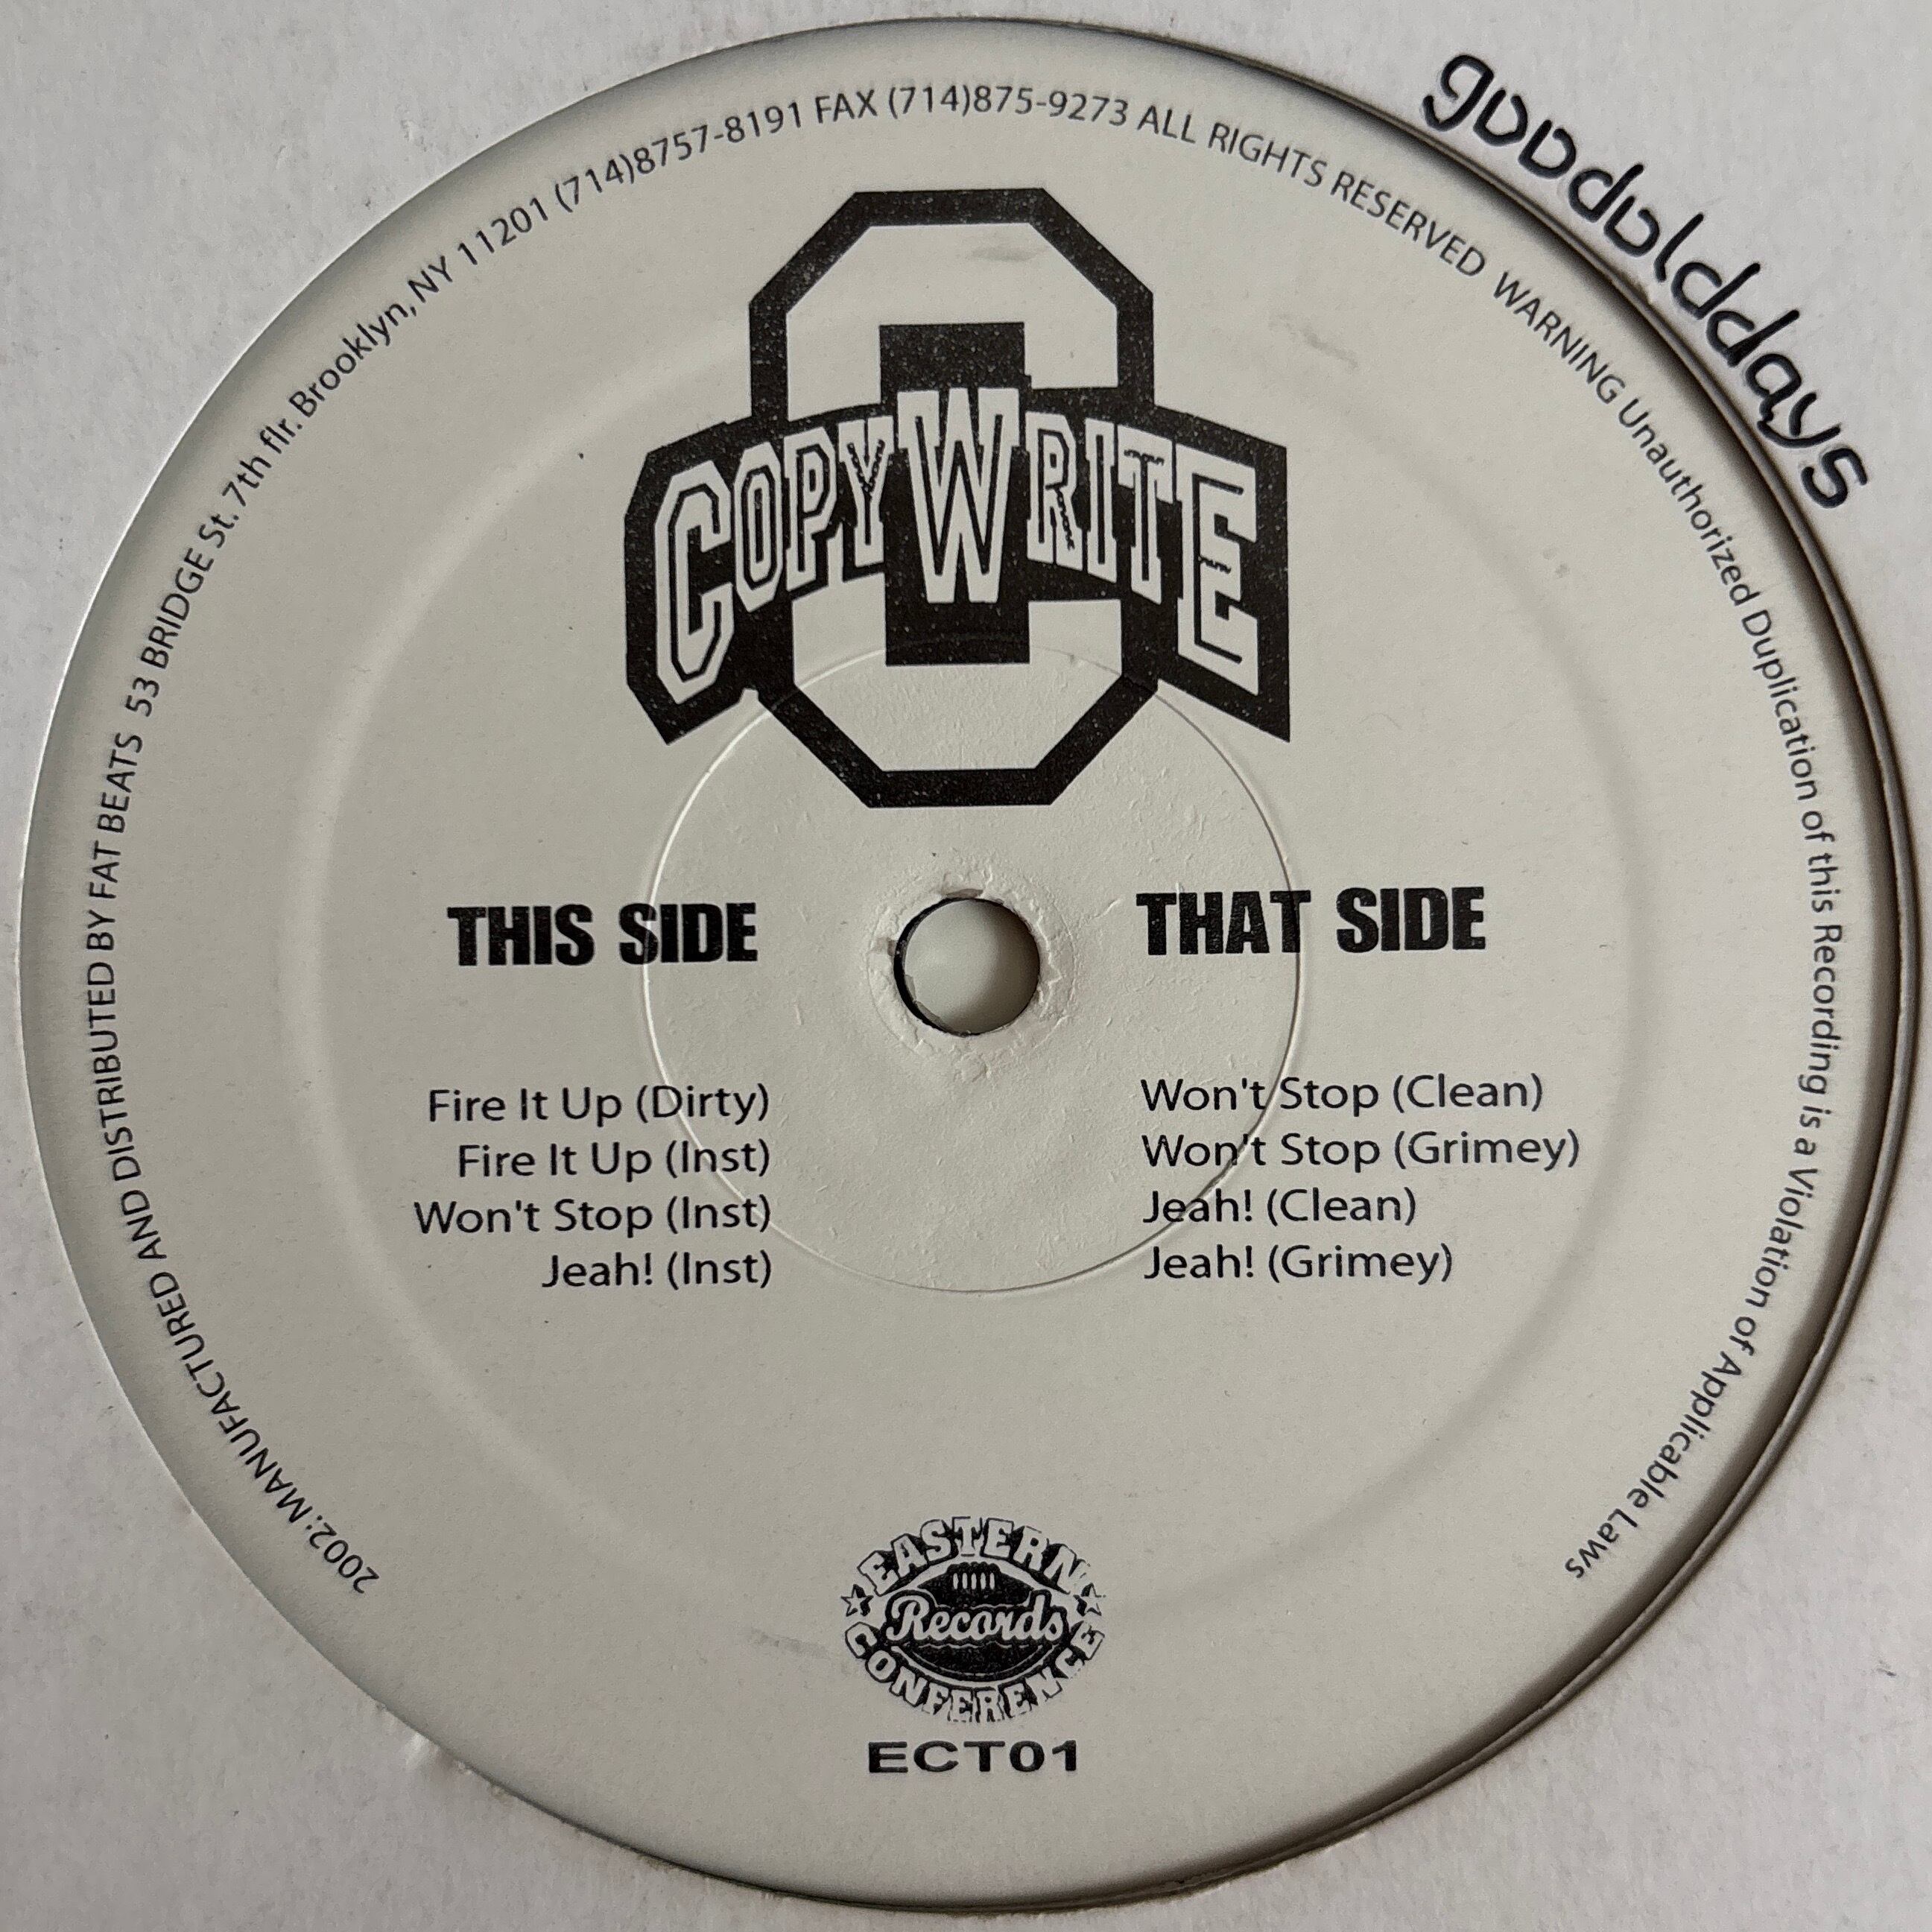 goodolddays
2002: MANUFACTURED AND DISTRIBUTED BY FAT BEATS 53 BRIDGE St. 7th flr. Brooklyn, NY 11201 (714)8757-8191 FAX (714)875-9273 ALL RIGHTS RESERVED WARNING Unauthorized Duplication of this Recording is a Violation of Applicable Laws
COPYWRITE
THIS SIDE
Fire It Up (Dirty)
Fire It Up (Inst)
Won't Stop (Inst)
Jeah! (Inst)
THAT SIDE
Won't Stop (Clean)
Won't Stop (Grimey)
Jeah! (Clean)
Jeah! (Grimey)
EASTERN
Records
CONFERENCE
ECT01